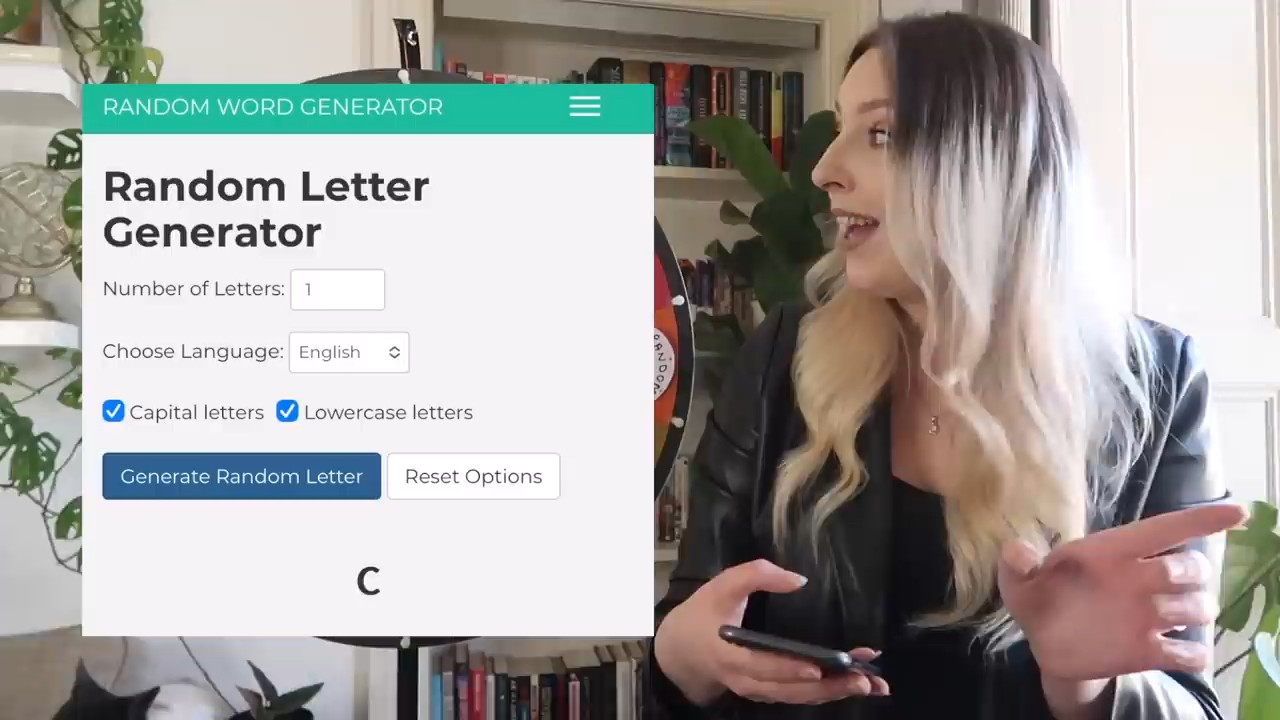 RANDOM WORD GENERATOR
Random Letter
Generator
Number of Letters: 1
Choose Language: English
Capital letters Lowercase letters
Generate Random Letter Reset Options
C
RANDOM